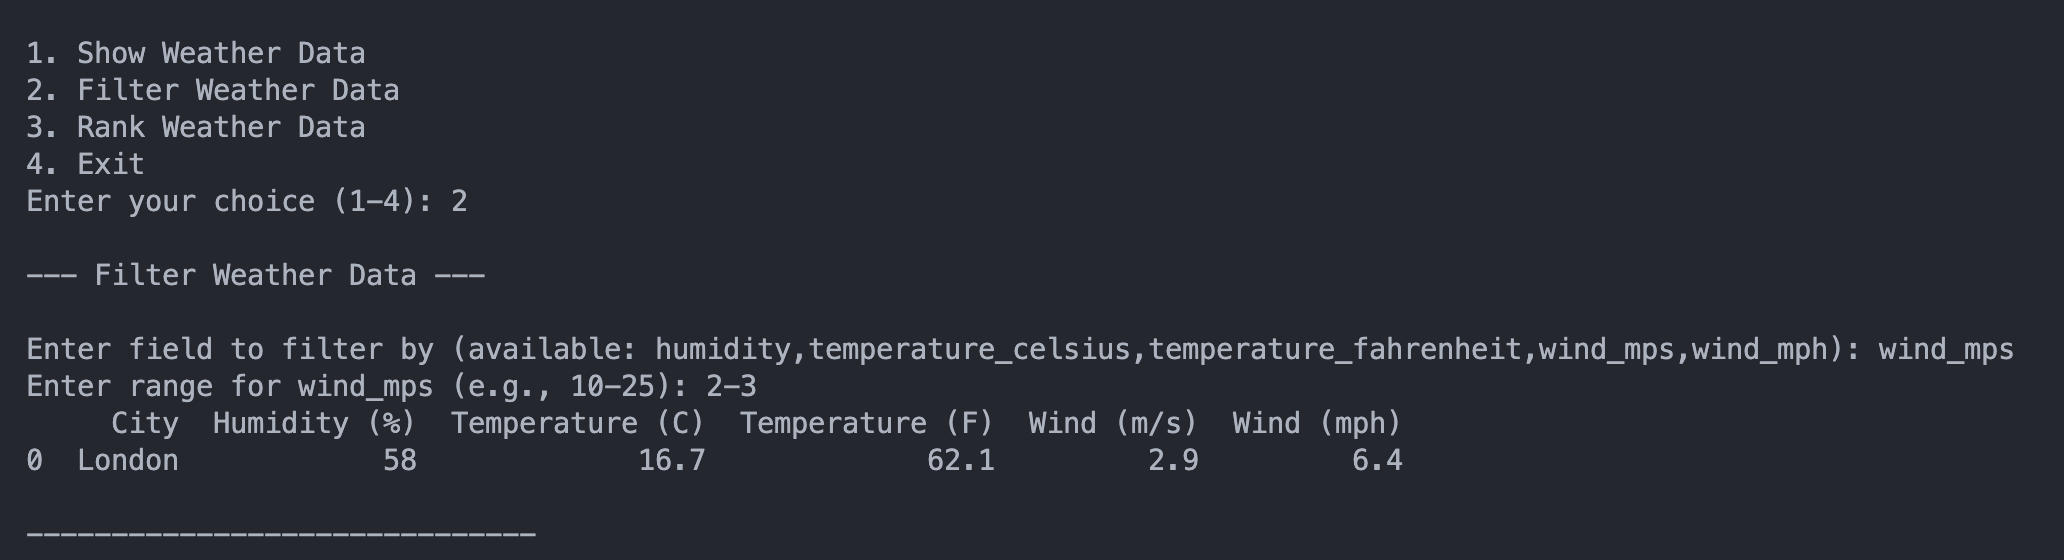 1. Show Weather Data
2. Filter Weather Data
3. Rank Weather Data
4. Exit
Enter your choice (1-4): 2
--- Filter Weather Data ---
Enter field to filter by (available: humidity,temperature_celsius,temperature_fahrenheit,wind_mps,wind_mph): wind_mps
Enter range for wind_mps (e.g., 10-25): 2-3
     City  Humidity (%)  Temperature (C)  Temperature (F)  Wind (m/s)  Wind (mph)
0  London            58             16.7             62.1         2.9         6.4
------------------------------